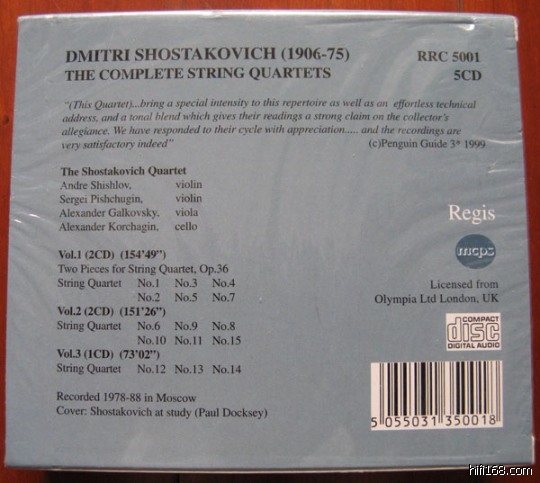 DMITRI SHOSTAKOVICH (1906-75) RRC 5001
THE COMPLETE STRING QUARTETS 5CD
"(This Quartet)...bring a special intensity to this repertoire as well as an effortless technical
address, and a tonal blend which gives their readings a strong claim on the collector's
allegiance. We have responded to their cycle with appreciation..... and the recordings are
very satisfactory indeed" (c)Penguin Guide 3* 1999
The Shostakovich Quartet
Andre Shishlov, violin
Sergei Pishchugin, violin
Alexander Galkovsky, viola
Alexander Korchagin, cello
Regis
mcps
Vol.1 (2CD) (154'49")
Two Pieces for String Quartet, Op.36
String Quartet No.1 No.3 No.4
No.2 No.5 No.7
Licensed from
Olympia Ltd London, UK
Vol.2 (2CD) (151'26")
String Quartet No.6 No.9 No.8
No.10 No.11 No.15
COMPACT
disc
DIGITAL AUDIO
Vol.3 (1CD) (73'02")
String Quartet No.12 No.13 No.14
Recorded 1978-88 in Moscow
Cover: Shostakovich at study (Paul Docksey)
5 055031 350018
hifi168.com